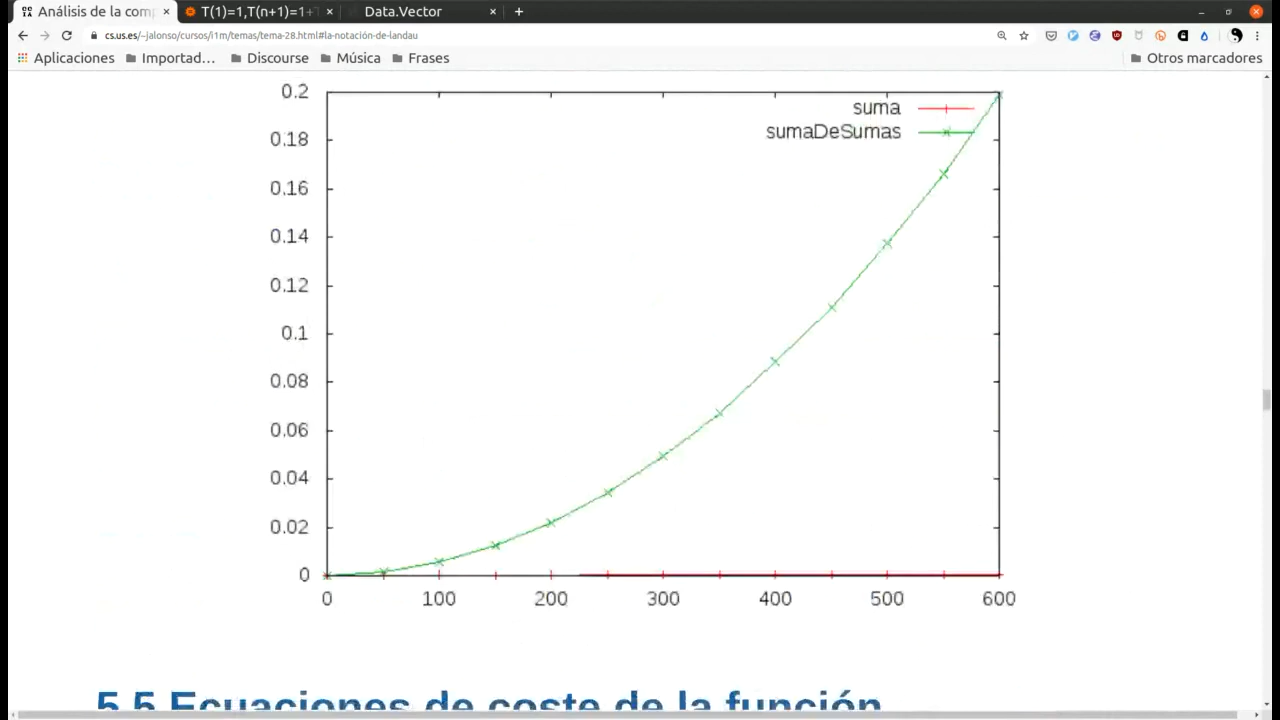 Análisis de la com
T(1)=1,T(n+1)=1+
Data.Vector
cs.us.es/~jalonso/cursos/i1m/temas/tema-28.html#la-notación-de-landau
Aplicaciones
Importad…
Discourse
Música
Frases
Otros marcadores
0.2
0.18
0.16
0.14
0.12
0.1
0.08
0.06
0.04
0.02
0
suma
sumaDeSumas
0 100 200 300 400 500 600
5.5 Ecuaciones de coste de la función